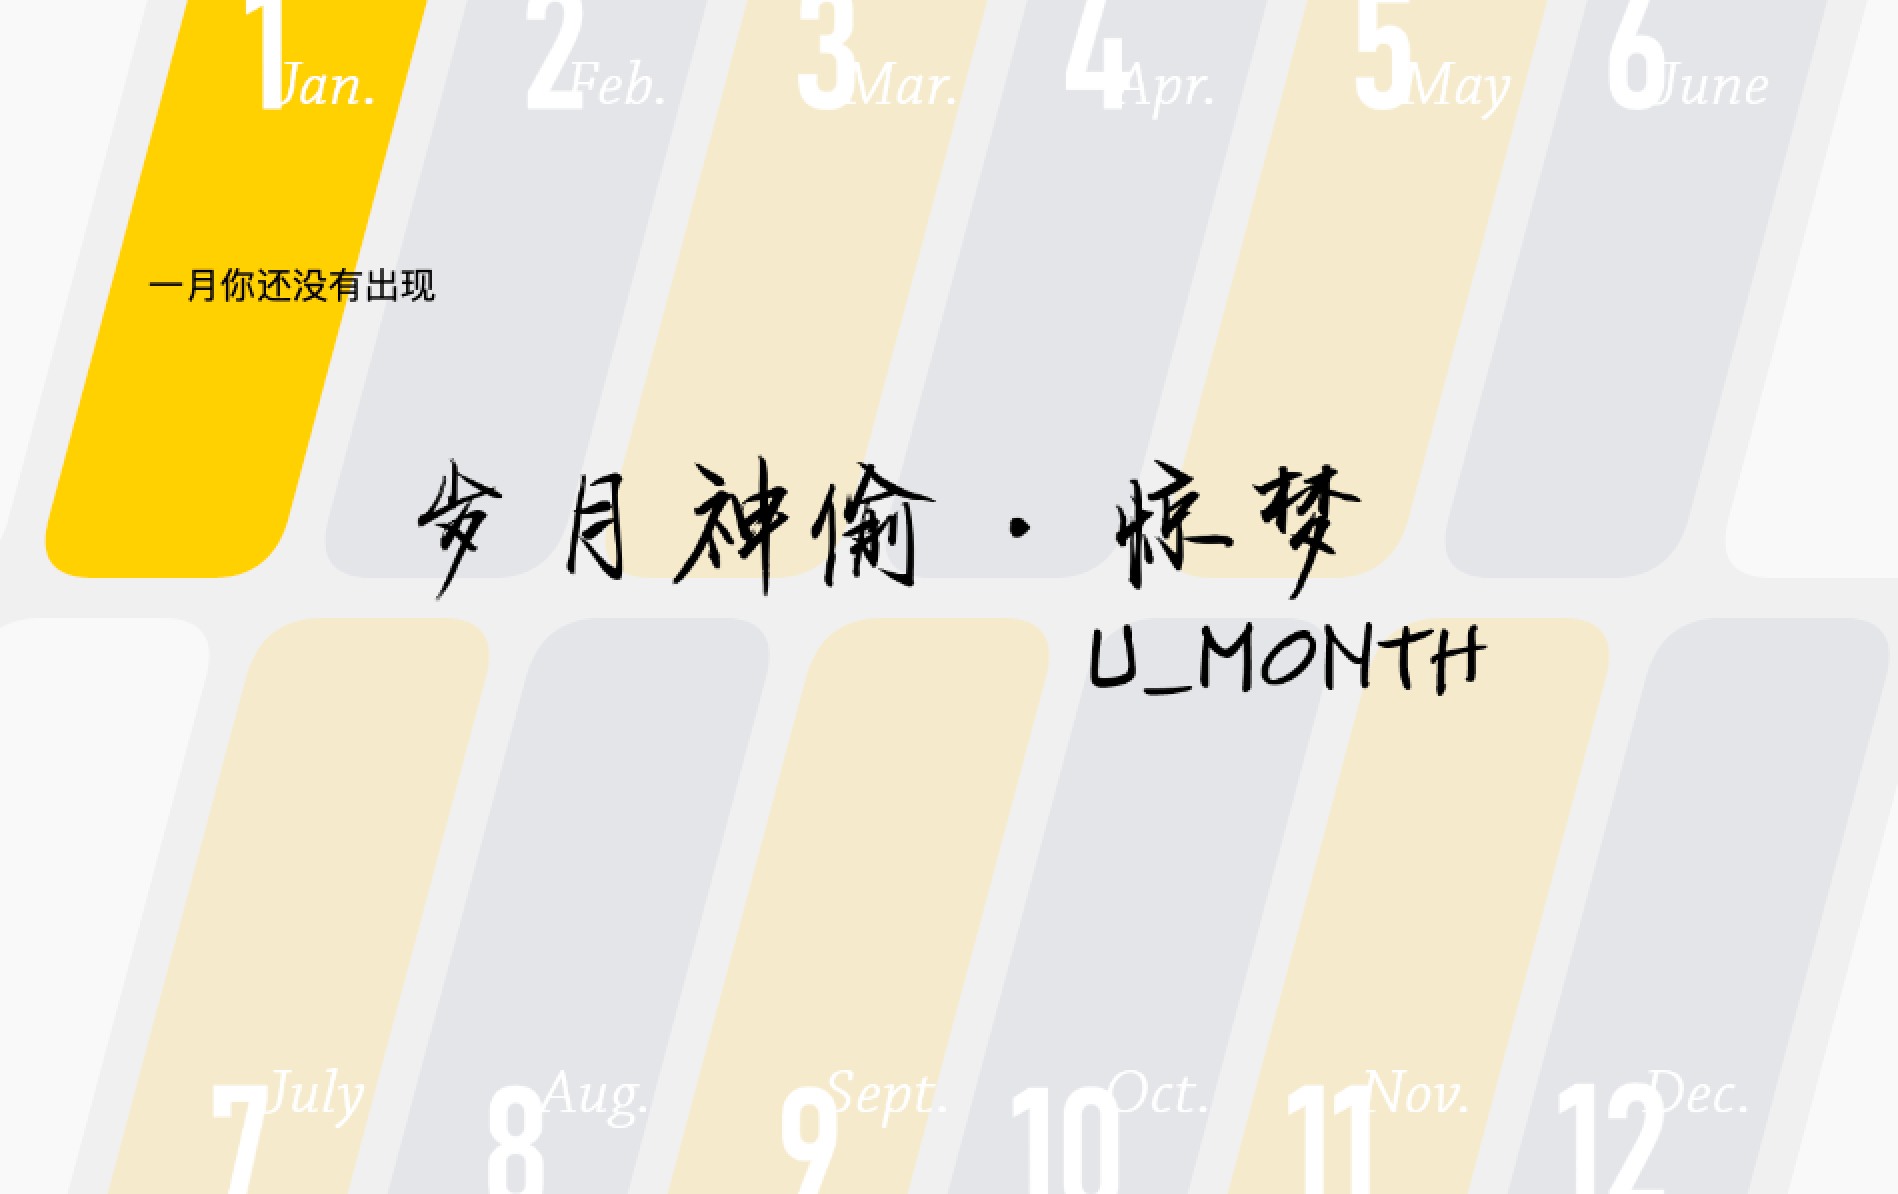 1 Jan. 2 Feb. 3 Mar. 4 Apr. 5 May 6 June
一月你还没有出现
岁月神偷·惊梦
U_MONTH
7 July 8 Aug. 9 Sept. 10 Oct. 11 Nov. 12 Dec.